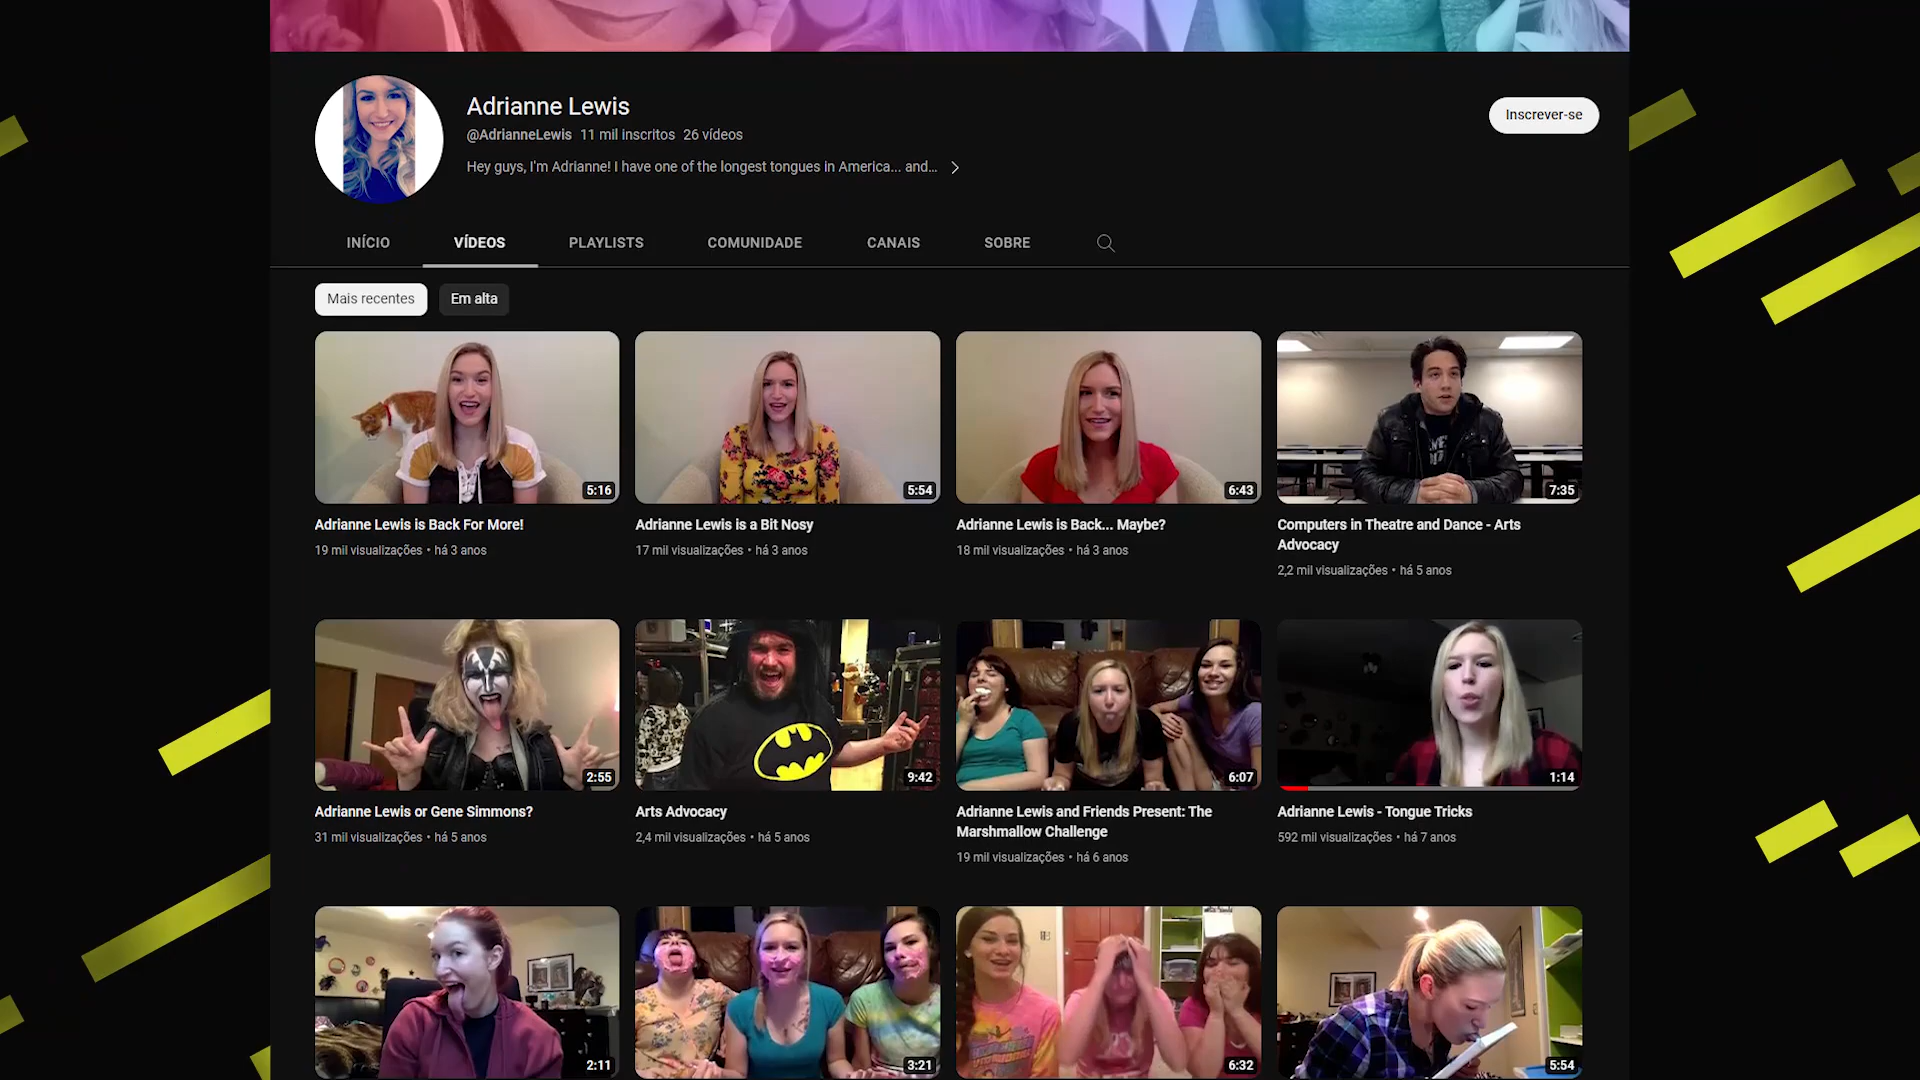 Adrianne Lewis
@AdrianneLewis 11 mil inscritos 26 vídeos
Inscrever-se
Hey guys, I'm Adrianne! I have one of the longest tongues in America... and...
INÍCIO VÍDEOS PLAYLISTS COMUNIDADE CANAIS SOBRE
Mais recentes Em alta
5:16 5:54 6:43 7:35
Adrianne Lewis is Back For More!
19 mil visualizações • há 3 anos
Adrianne Lewis is a Bit Nosy
17 mil visualizações • há 3 anos
Adrianne Lewis is Back... Maybe?
18 mil visualizações • há 3 anos
Computers in Theatre and Dance - Arts
Advocacy
2,2 mil visualizações • há 5 anos
2:55 9:42 6:07 1:14
Adrianne Lewis or Gene Simmons?
31 mil visualizações • há 5 anos
Arts Advocacy
2,4 mil visualizações • há 5 anos
Adrianne Lewis and Friends Present: The
Marshmallow Challenge
19 mil visualizações • há 6 anos
Adrianne Lewis - Tongue Tricks
592 mil visualizações • há 7 anos
2:11 3:21 6:32 5:54